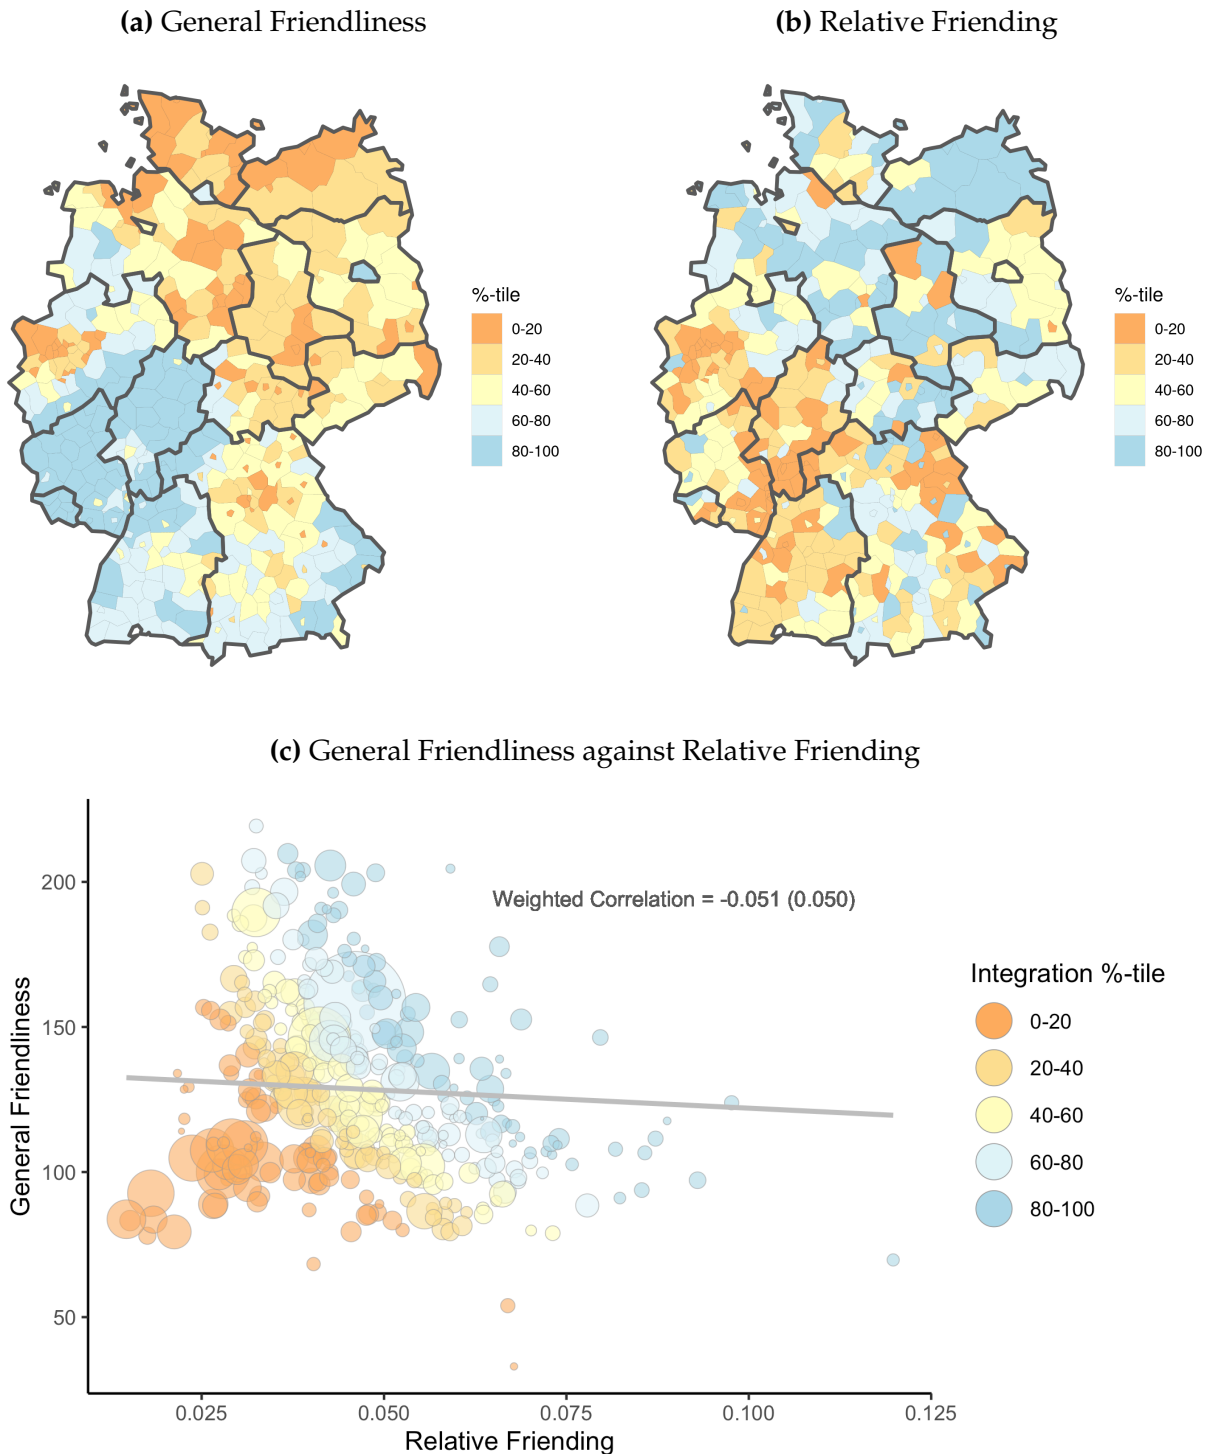 (a) General Friendliness
(b) Relative Friending
%-tile
0-20
20-40
40-60
60-80
80-100
%-tile
0-20
20-40
40-60
60-80
80-100
(c) General Friendliness against Relative Friending
200
150
100
50
General Friendliness
Weighted Correlation = -0.051 (0.050)
Integration %-tile
0-20
20-40
40-60
60-80
80-100
0.025
0.050
0.075
0.100
0.125
Relative Friending